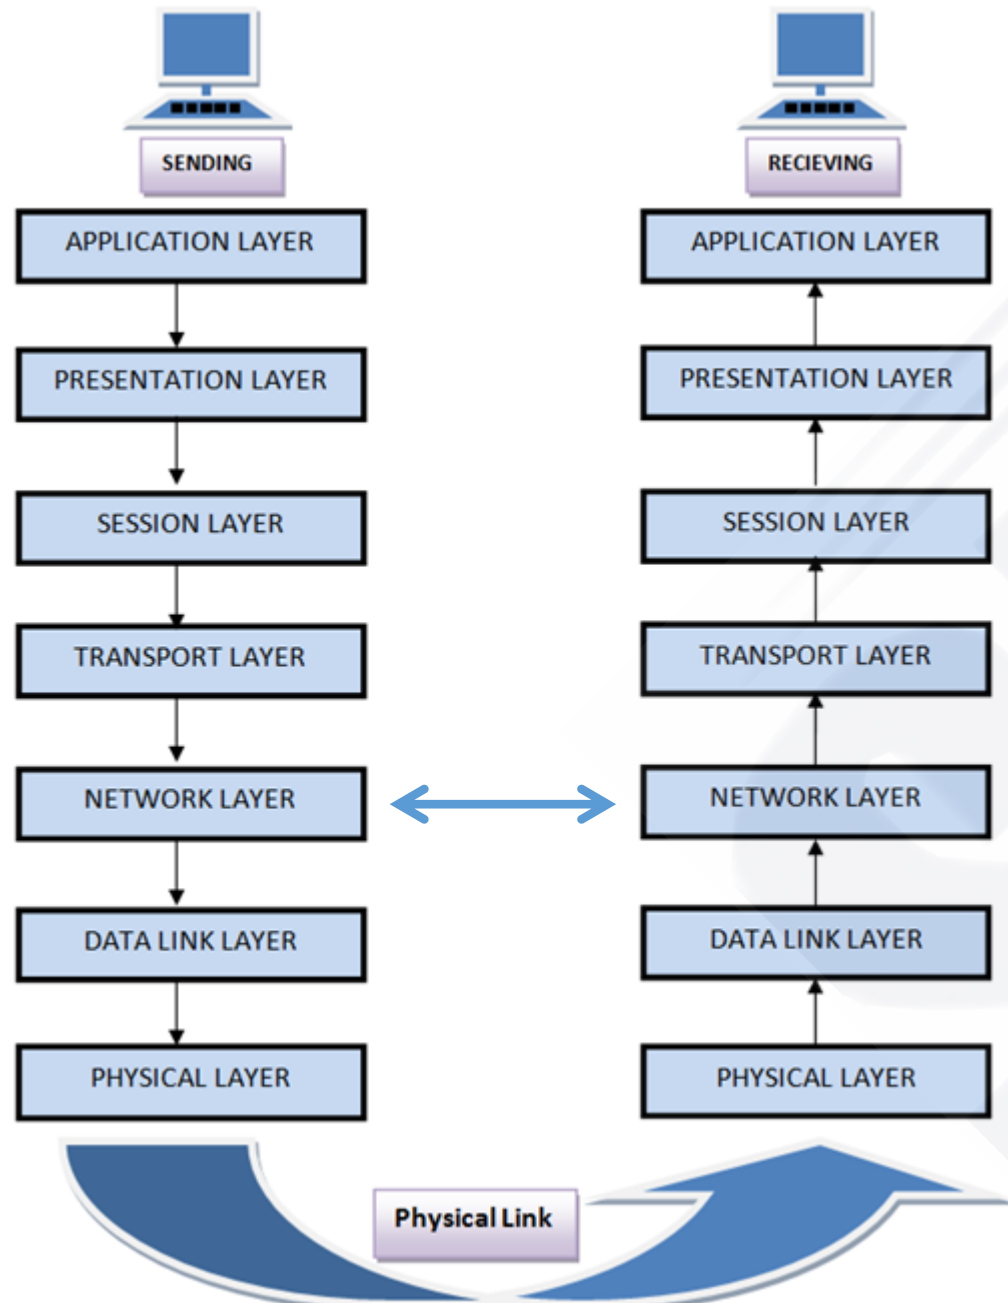 SENDING
RECIEVING
APPLICATION LAYER
APPLICATION LAYER
PRESENTATION LAYER
PRESENTATION LAYER
SESSION LAYER
SESSION LAYER
TRANSPORT LAYER
TRANSPORT LAYER
NETWORK LAYER
NETWORK LAYER
DATA LINK LAYER
DATA LINK LAYER
PHYSICAL LAYER
PHYSICAL LAYER
Physical Link